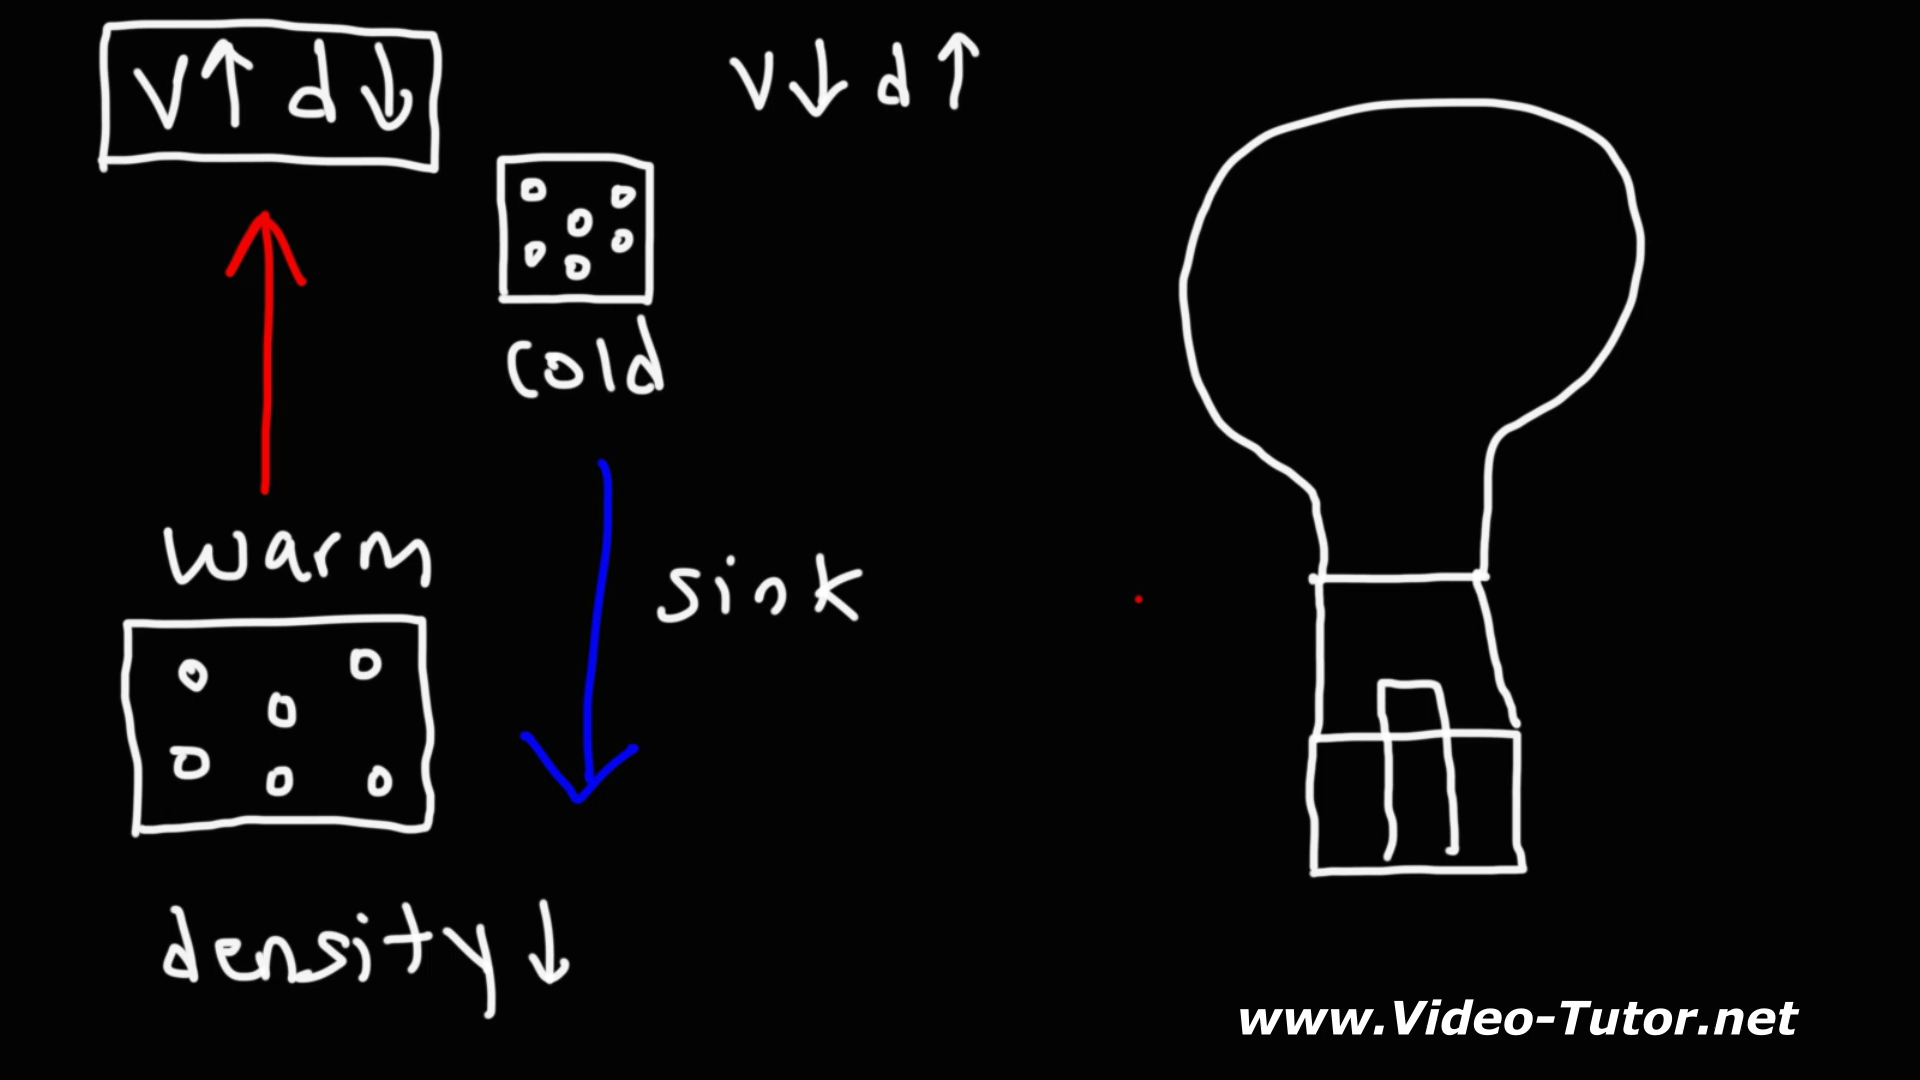 V↑ d↓
V↓ d↑
cold
warm
sink
density↓
www.Video-Tutor.net